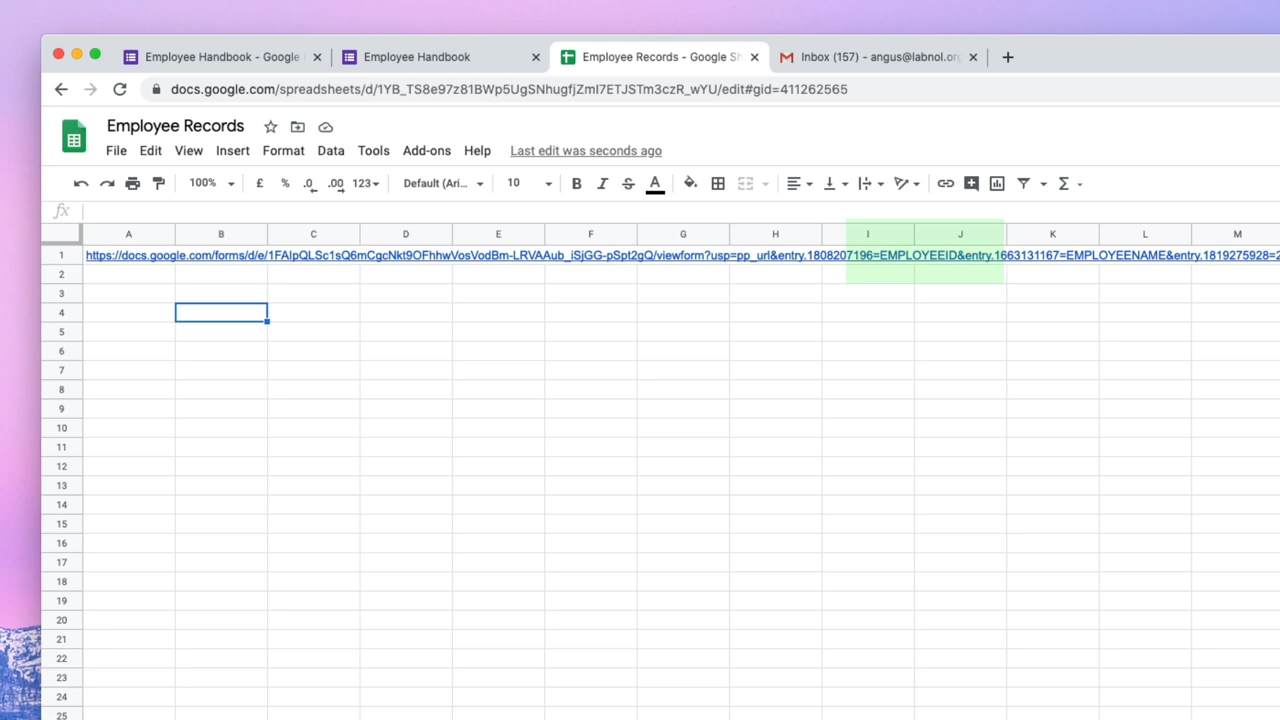 Employee Handbook - Google
Employee Handbook
Employee Records - Google Sh
Inbox (157) - angus@labnol.org
docs.google.com/spreadsheets/d/1YB_TS8e97z81BWp5UgSNhugfjZmI7ETJSTm3czR_wYU/edit#gid=411262565
Employee Records
File Edit View Insert Format Data Tools Add-ons Help Last edit was seconds ago
100% £ % .0 .00 123 Default (Ari... 10 B I S A Σ
fx
A B C D E F G H I J K L M
1 https://docs.google.com/forms/d/e/1FAIpQLSc1sQ6mCgcNkt9OFhhwVosVodBm-LRVAAub_iSjGG-pSpt2gQ/viewform?usp=pp_url&entry.1808207196=EMPLOYEEID&entry.1663131167=EMPLOYEENAME&entry.1819275928=2
2
3
4
5
6
7
8
9
10
11
12
13
14
15
16
17
18
19
20
21
22
23
24
25